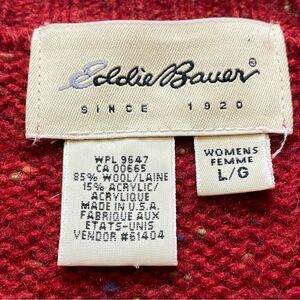 Eddie Bauer®
SINCE 1920
WPL 9647
CA 00665
85% WOOL/LAINE
15% ACRYLIC/
ACRYLIQUE
MADE IN U.S.A.
FABRIQUE AUX
ETATS-UNIS
VENDOR #61404
WOMENS
FEMME
L/G